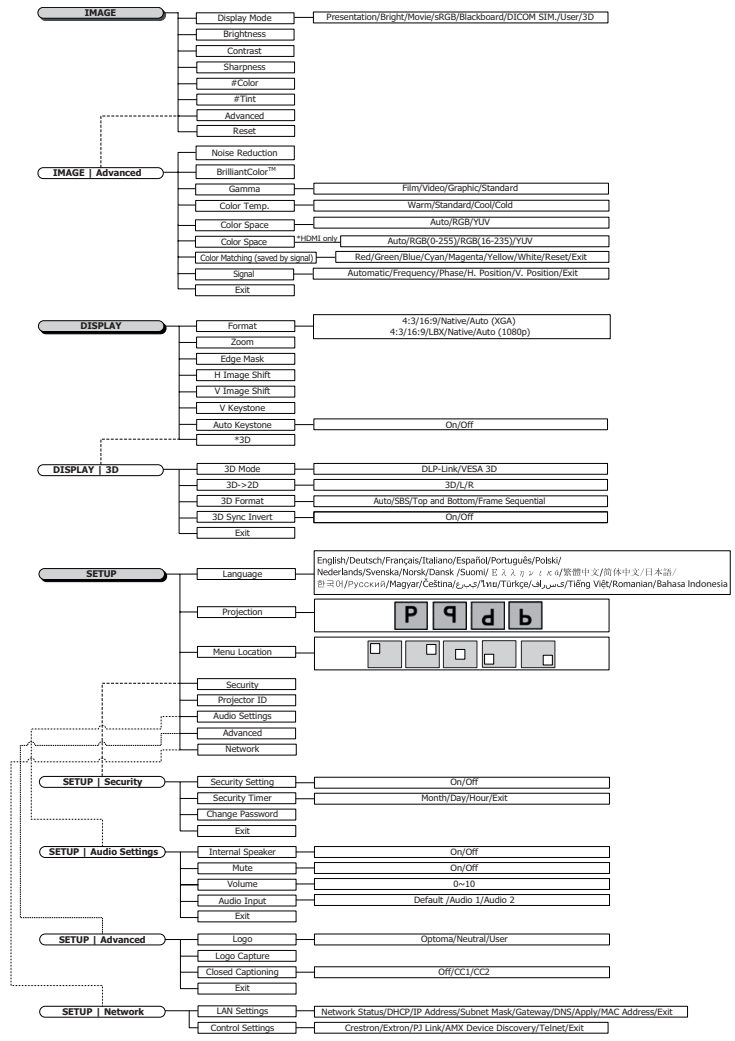 IMAGE
Display Mode
Presentation/Bright/Movie/sRGB/Blackboard/DICOM SIM./User/3D
Brightness
Contrast
Sharpness
#Color
#Tint
Advanced
Reset
IMAGE | Advanced
Noise Reduction
BrilliantColor™
Gamma
Film/Video/Graphic/Standard
Color Temp.
Warm/Standard/Cool/Cold
Color Space
Auto/RGB/YUV
Color Space
*HDMI only
Auto/RGB(0-255)/RGB(16-235)/YUV
Color Matching (saved by signal)
Red/Green/Blue/Cyan/Magenta/Yellow/White/Reset/Exit
Signal
Automatic/Frequency/Phase/H. Position/V. Position/Exit
Exit
DISPLAY
Format
4:3/16:9/Native/Auto (XGA)
4:3/16:9/LBX/Native/Auto (1080p)
Zoom
Edge Mask
H Image Shift
V Image Shift
V Keystone
Auto Keystone
On/Off
*3D
DISPLAY | 3D
3D Mode
DLP-Link/VESA 3D
3D->2D
3D/L/R
3D Format
Auto/SBS/Top and Bottom/Frame Sequential
3D Sync Invert
On/Off
Exit
SETUP
Language
English/Deutsch/Français/Italiano/Español/Português/Polski/
Nederlands/Svenska/Norsk/Dansk /Suomi/ Ελληνικά/繁體中文/简体中文/日本語/
한국어/Русский/Magyar/Čeština/عربي/ไทย/Türkçe/فارسی/Tiếng Việt/Romanian/Bahasa Indonesia
Projection
P
Menu Location
Security
Projector ID
Audio Settings
Advanced
Network
SETUP | Security
Security Setting
On/Off
Security Timer
Month/Day/Hour/Exit
Change Password
Exit
SETUP | Audio Settings
Internal Speaker
On/Off
Mute
On/Off
Volume
0~10
Audio Input
Default /Audio 1/Audio 2
Exit
SETUP | Advanced
Logo
Optoma/Neutral/User
Logo Capture
Closed Captioning
Off/CC1/CC2
Exit
SETUP | Network
LAN Settings
Network Status/DHCP/IP Address/Subnet Mask/Gateway/DNS/Apply/MAC Address/Exit
Control Settings
Crestron/Extron/PJ Link/AMX Device Discovery/Telnet/Exit